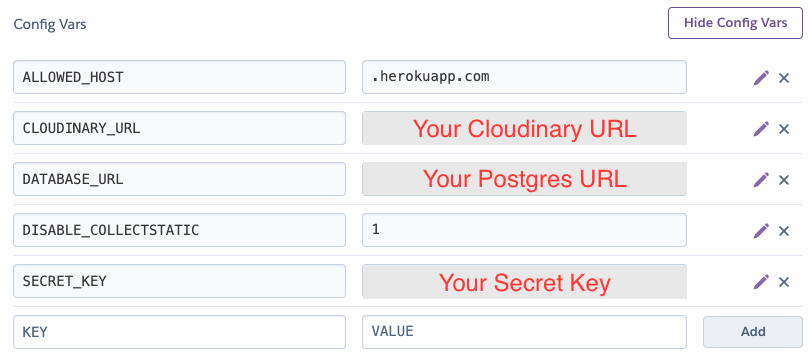 Config Vars
Hide Config Vars
ALLOWED_HOST .herokuapp.com
CLOUDINARY_URL Your Cloudinary URL
DATABASE_URL Your Postgres URL
DISABLE_COLLECTSTATIC 1
SECRET_KEY Your Secret Key
KEY VALUE Add